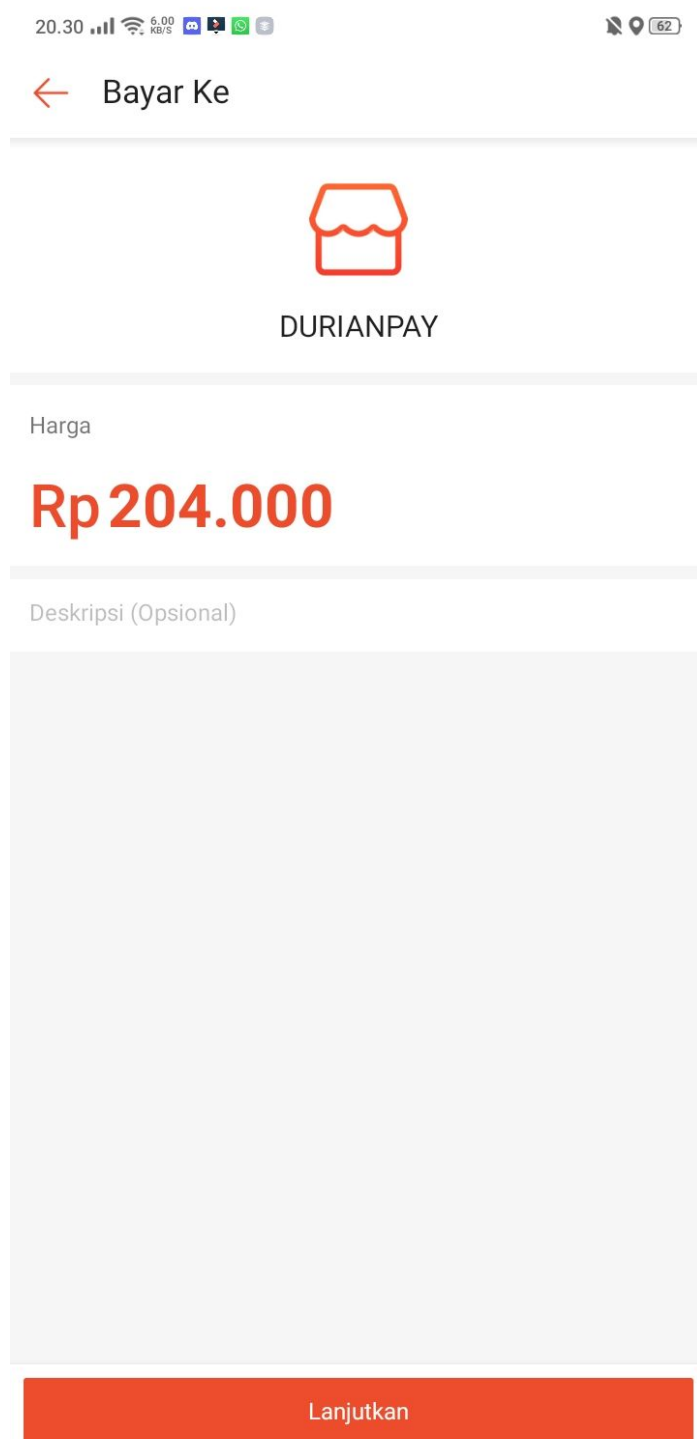 20.30 6.00 KB/S 62
Bayar Ke
DURIANPAY
Harga
Rp 204.000
Deskripsi (Opsional)
Lanjutkan